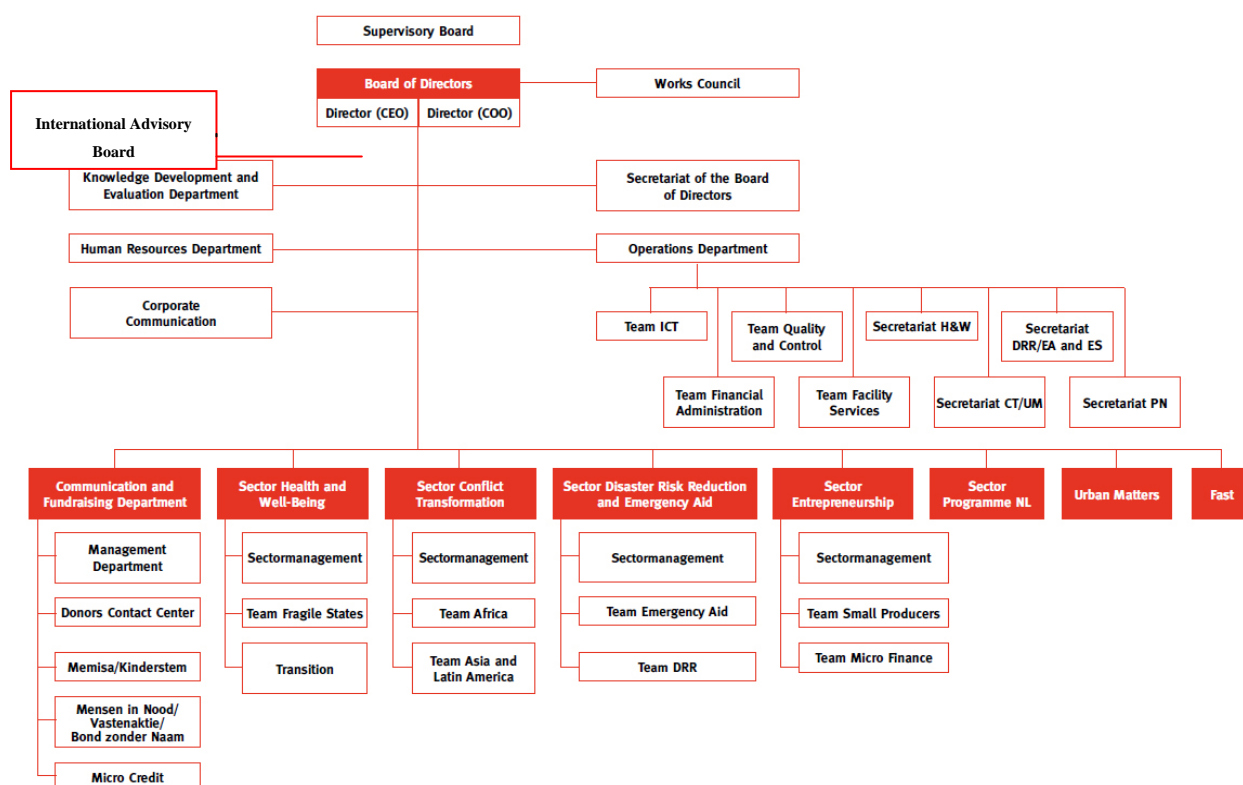 Supervisory Board
Board of Directors
Director (CEO)
Director (COO)
Works Council
International Advisory
Board
Knowledge Development and
Evaluation Department
Secretariat of the Board
of Directors
Human Resources Department
Operations Department
Corporate
Communication
Team ICT
Team Quality
and Control
Secretariat H&W
Secretariat
DRR/EA and ES
Team Financial
Administration
Team Facility
Services
Secretariat CT/UM
Secretariat PN
Communication and
Fundraising Department
Sector Health and
Well-Being
Sector Conflict
Transformation
Sector Disaster Risk Reduction
and Emergency Aid
Sector
Entrepreneurship
Sector
Programme NL
Urban Matters
Fast
Management
Department
Donors Contact Center
Memisa/Kinderstem
Mensen in Nood/
Vastenaktie/
Bond zonder Naam
Micro Credit
Sectormanagement
Team Fragile States
Transition
Sectormanagement
Team Africa
Team Asia and
Latin America
Sectormanagement
Team Emergency Aid
Team DRR
Sectormanagement
Team Small Producers
Team Micro Finance